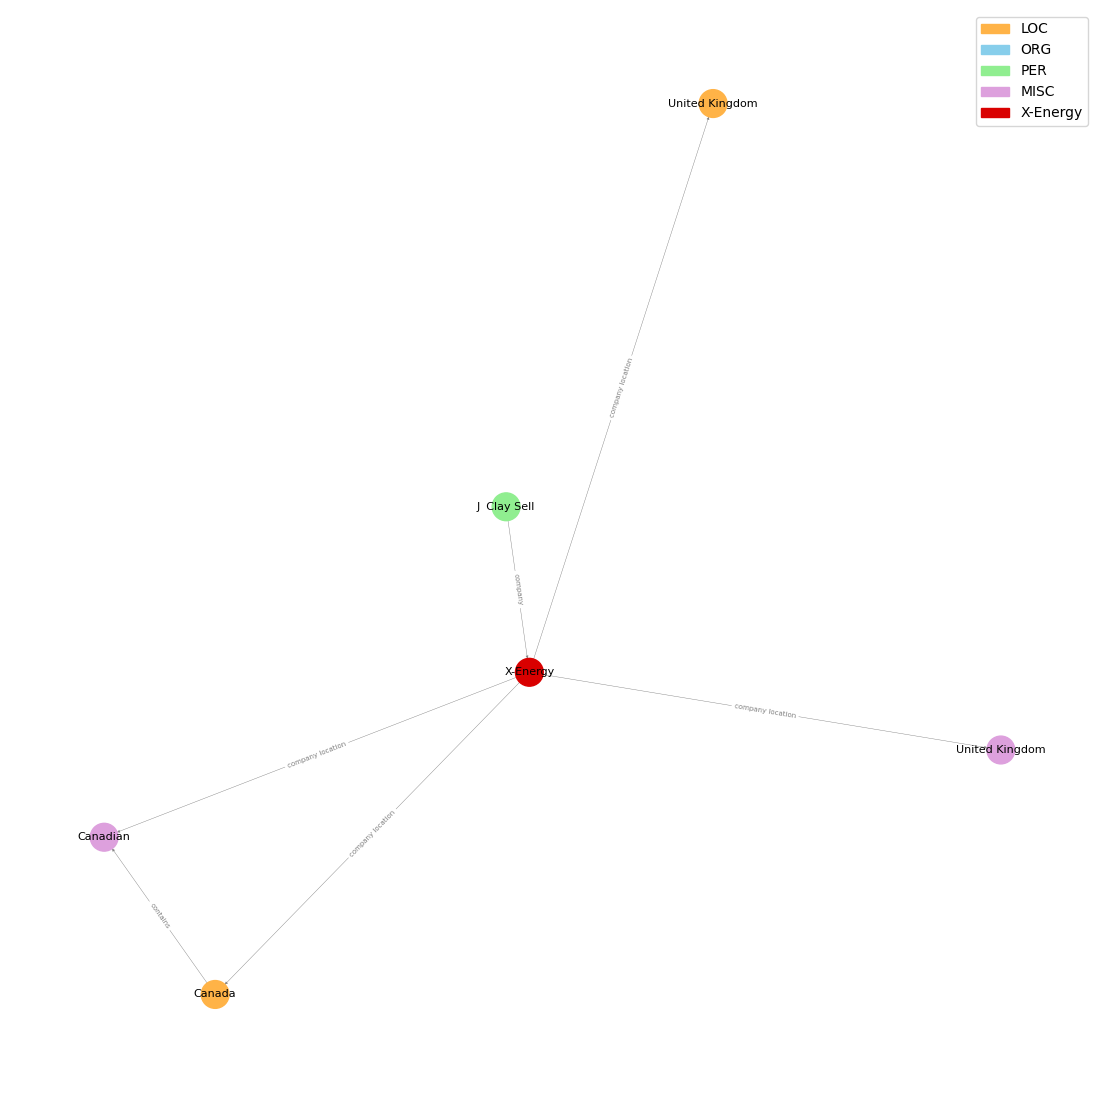 LOC
ORG
PER
MISC
X-Energy
United Kingdom
company location
J  Clay Sell
company
X-Energy
company location
United Kingdom
company location
company location
Canadian
contains
Canada